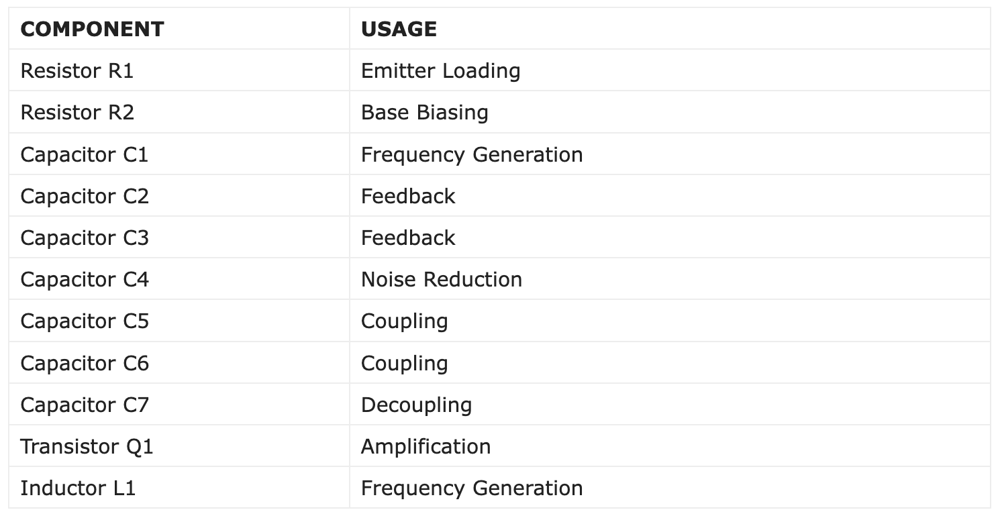 COMPONENT USAGE
Resistor R1 Emitter Loading
Resistor R2 Base Biasing
Capacitor C1 Frequency Generation
Capacitor C2 Feedback
Capacitor C3 Feedback
Capacitor C4 Noise Reduction
Capacitor C5 Coupling
Capacitor C6 Coupling
Capacitor C7 Decoupling
Transistor Q1 Amplification
Inductor L1 Frequency Generation